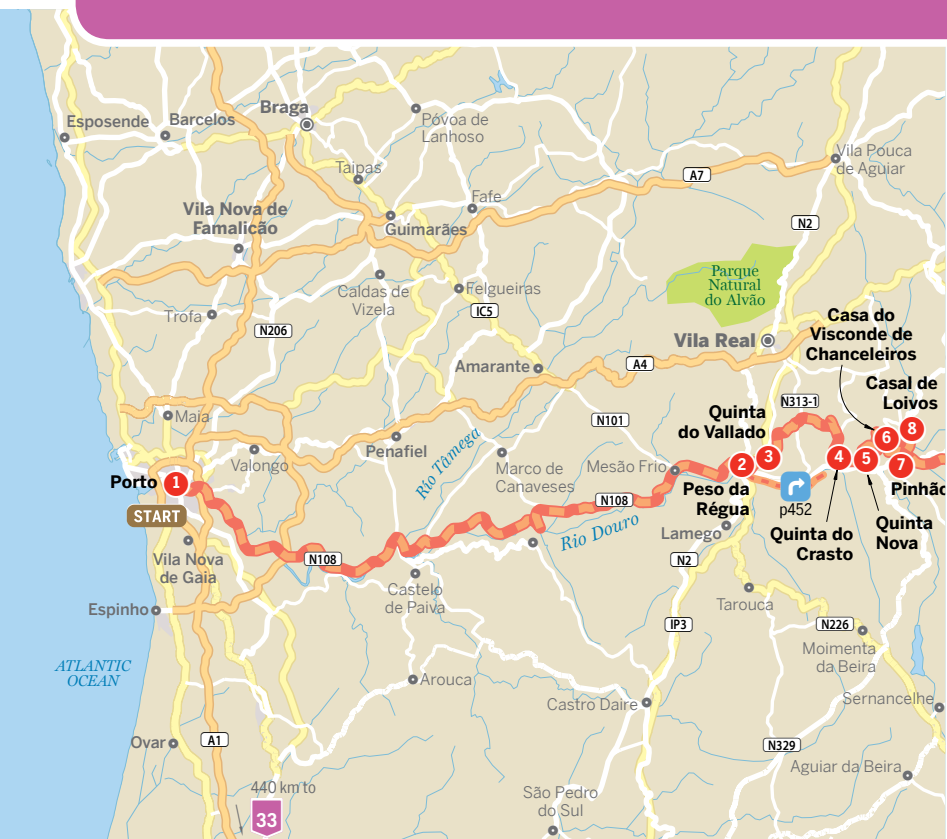 Braga
Esposende
Barcelos
Póvoa de
Lanhoso
Taipas
Vila Pouca
de Aguiar
A7
Fafe
Vila Nova de
Famalicão
Guimarães
N2
Parque
Natural
do Alvão
Caldas de
Vizela
Felgueiras
IC5
Trofa
N206
Casa do
Visconde de
Chanceleiros
Vila Real
Amarante
A4
Casal de
Loivos
N313-1
Quinta
do Vallado
N101
Maia
Penafiel
Rio Tâmega
Valongo
Marco de
Canaveses
Mesão Frio
2
3
4
5
6
7
8
Porto
1
START
Peso da
Régua
p452
Pinhão
N108
Rio Douro
Lamego
Quinta do
Crasto
Quinta
Nova
Vila Nova
de Gaia
N108
N2
Castelo
de Paiva
Tarouca
Espinho
IP3
N226
Moimenta
da Beira
ATLANTIC
OCEAN
Arouca
Castro Daire
Sernancelhe
Ovar
A1
N329
Aguiar da Beira
440 km to
33
São Pedro
do Sul